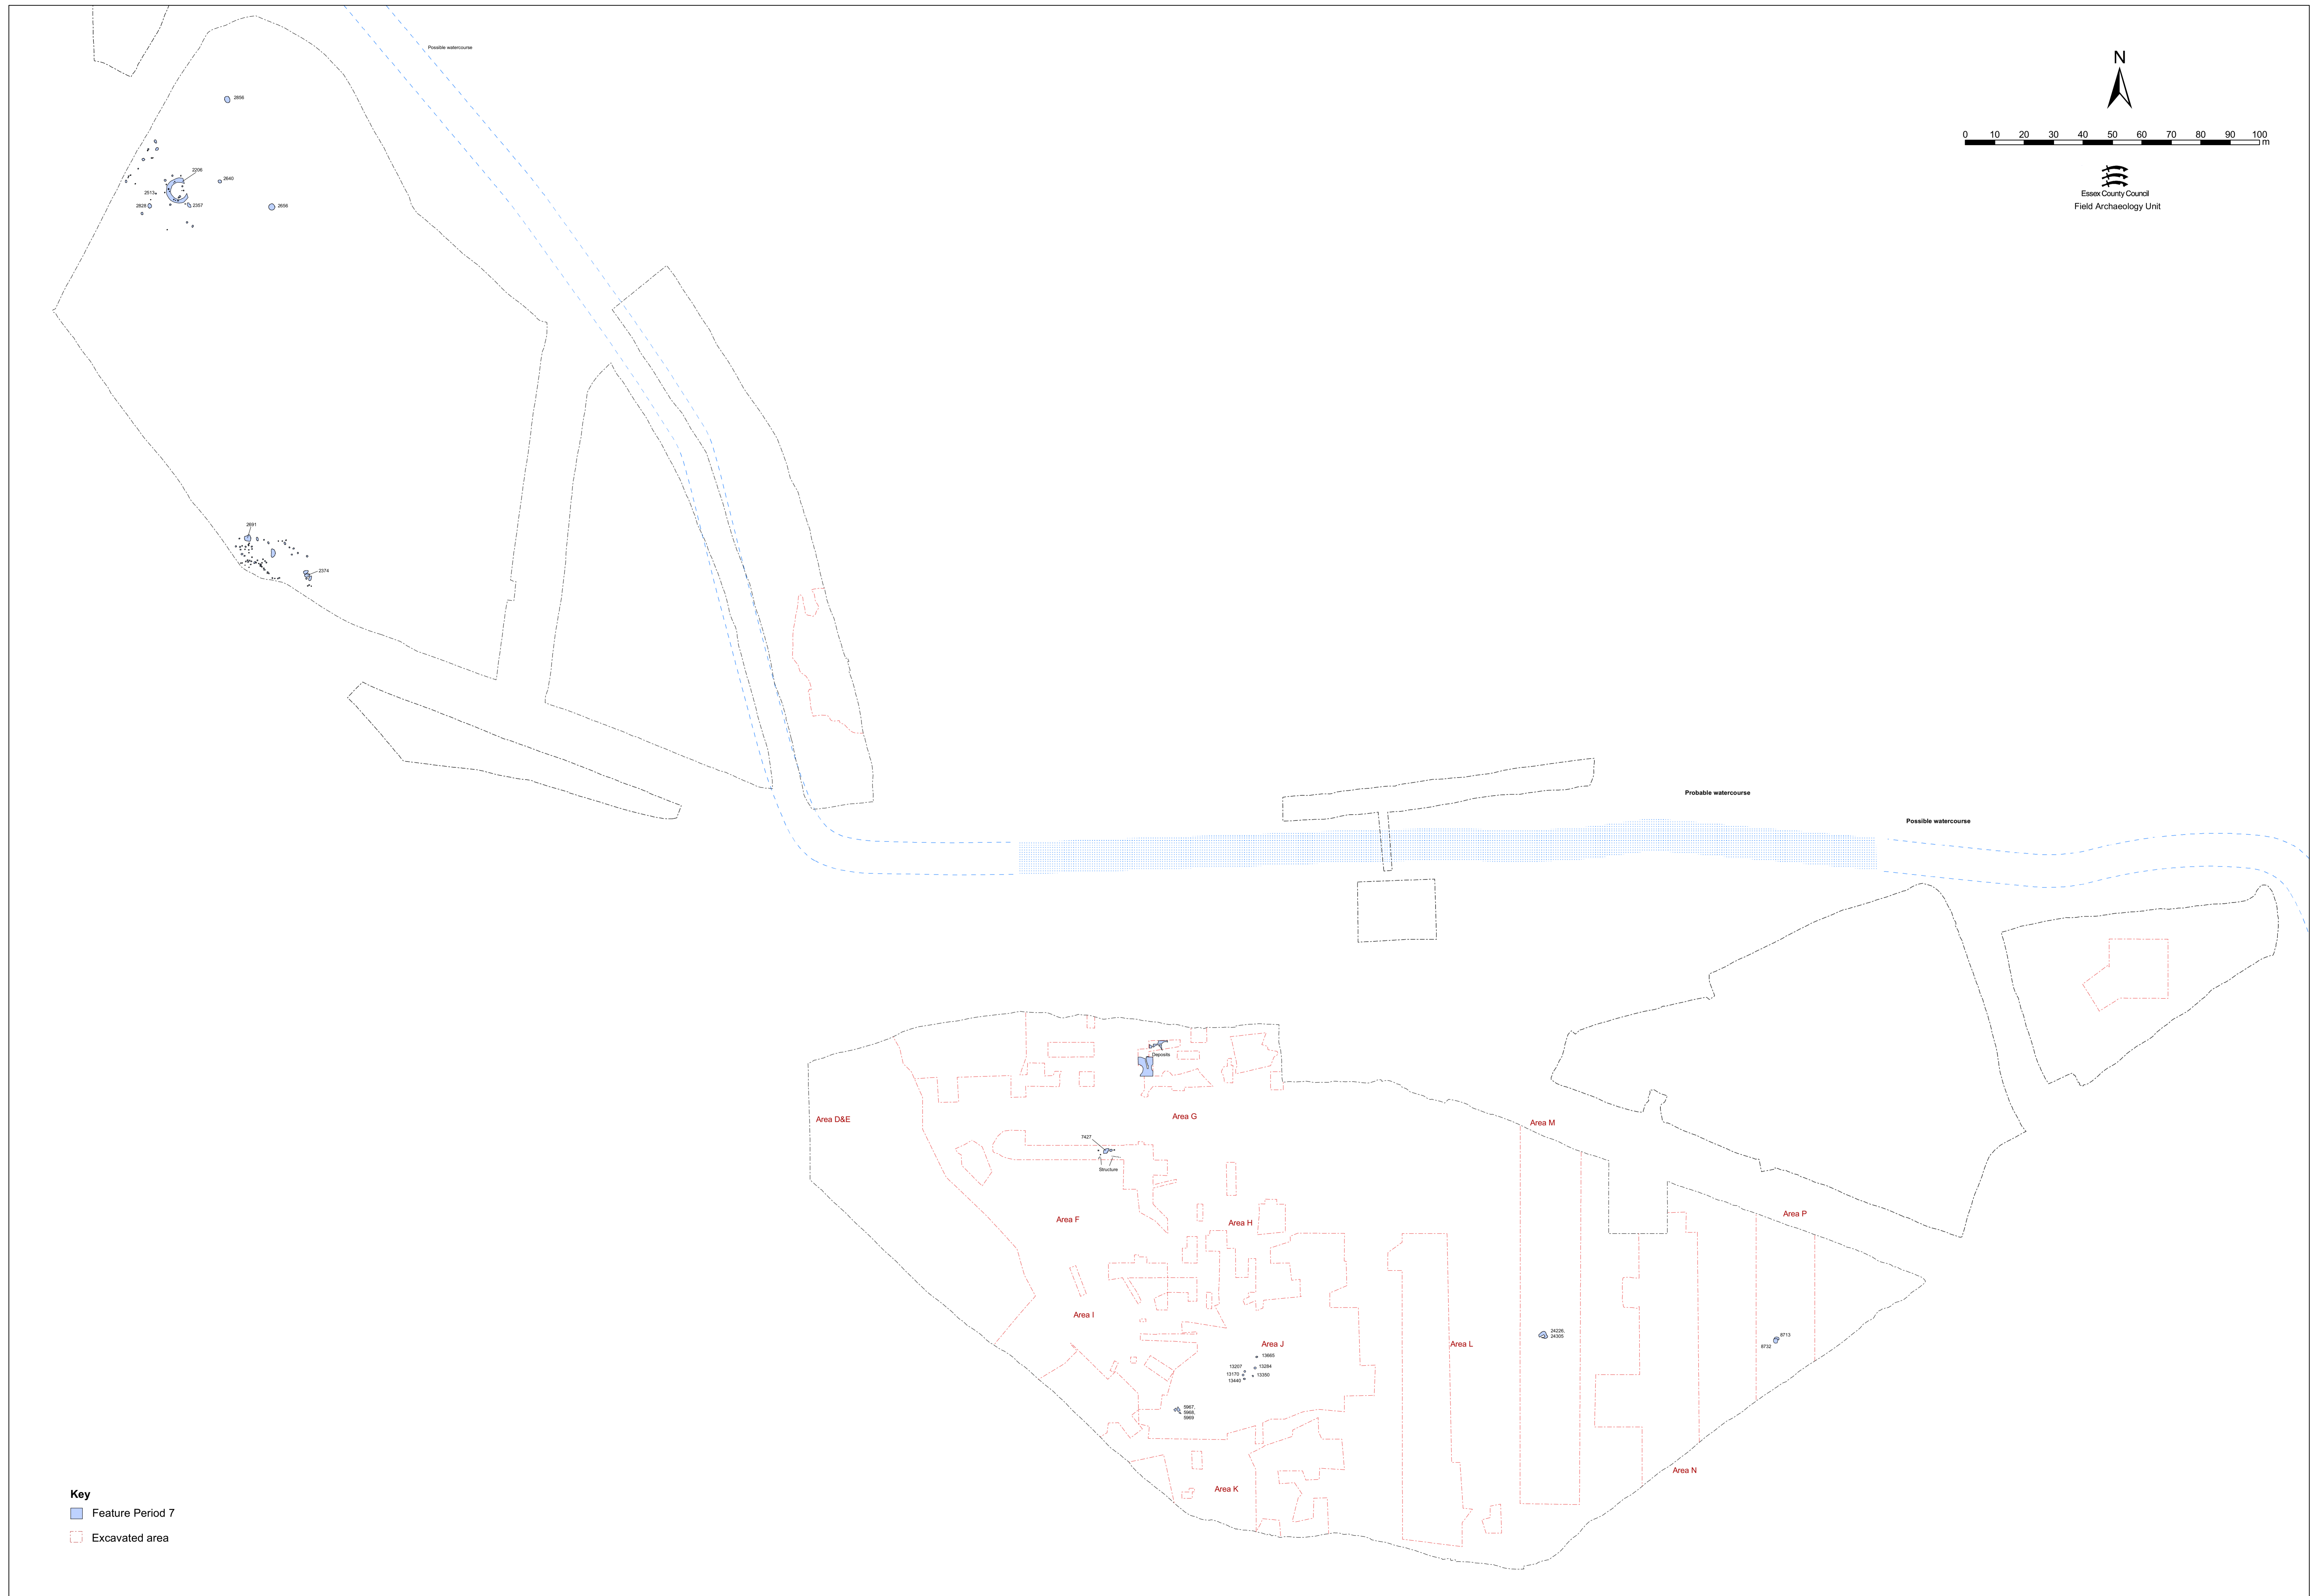 Possible watercourse
N
0 10 20 30 40 50 60 70 80 90 100
m
Essex County Council
Field Archaeology Unit
2206
2640
2513
2628
2357
2656
2691
2374
Probable watercourse
Possible watercourse
Deposits
Area D&E
Area G
Area M
7427
Structure
Area F
Area H
Area P
Area I
Area J
Area L
24226,
24305
8713
8732
13665
13207
13284
13170
13350
13440
5967,
5968,
5969
Area K
Area N
Key
Feature Period 7
Excavated area